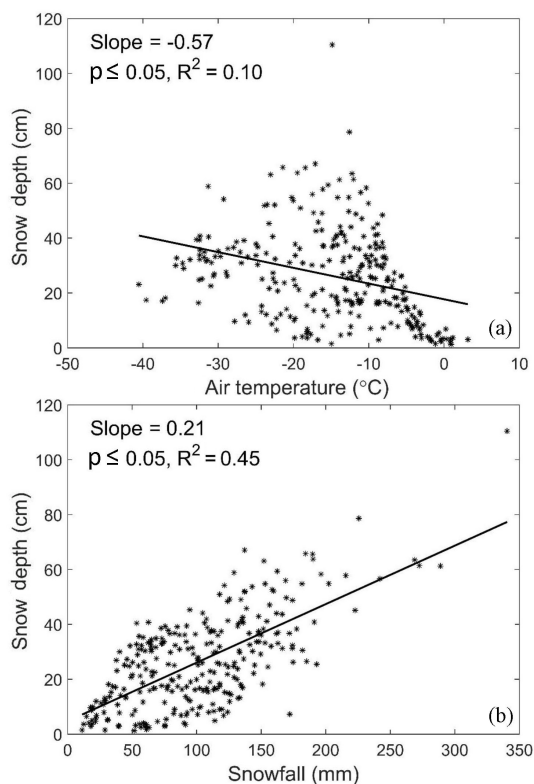 120
Slope = -0.57
p ≤ 0.05, R² = 0.10
100
80
60
40
20
0
Snow depth (cm)
(a)
-50 -40 -30 -20 -10 0 10
Air temperature (°C)
120
Slope = 0.21
p ≤ 0.05, R² = 0.45
100
80
60
40
20
0
Snow depth (cm)
(b)
0 50 100 150 200 250 300 350
Snowfall (mm)